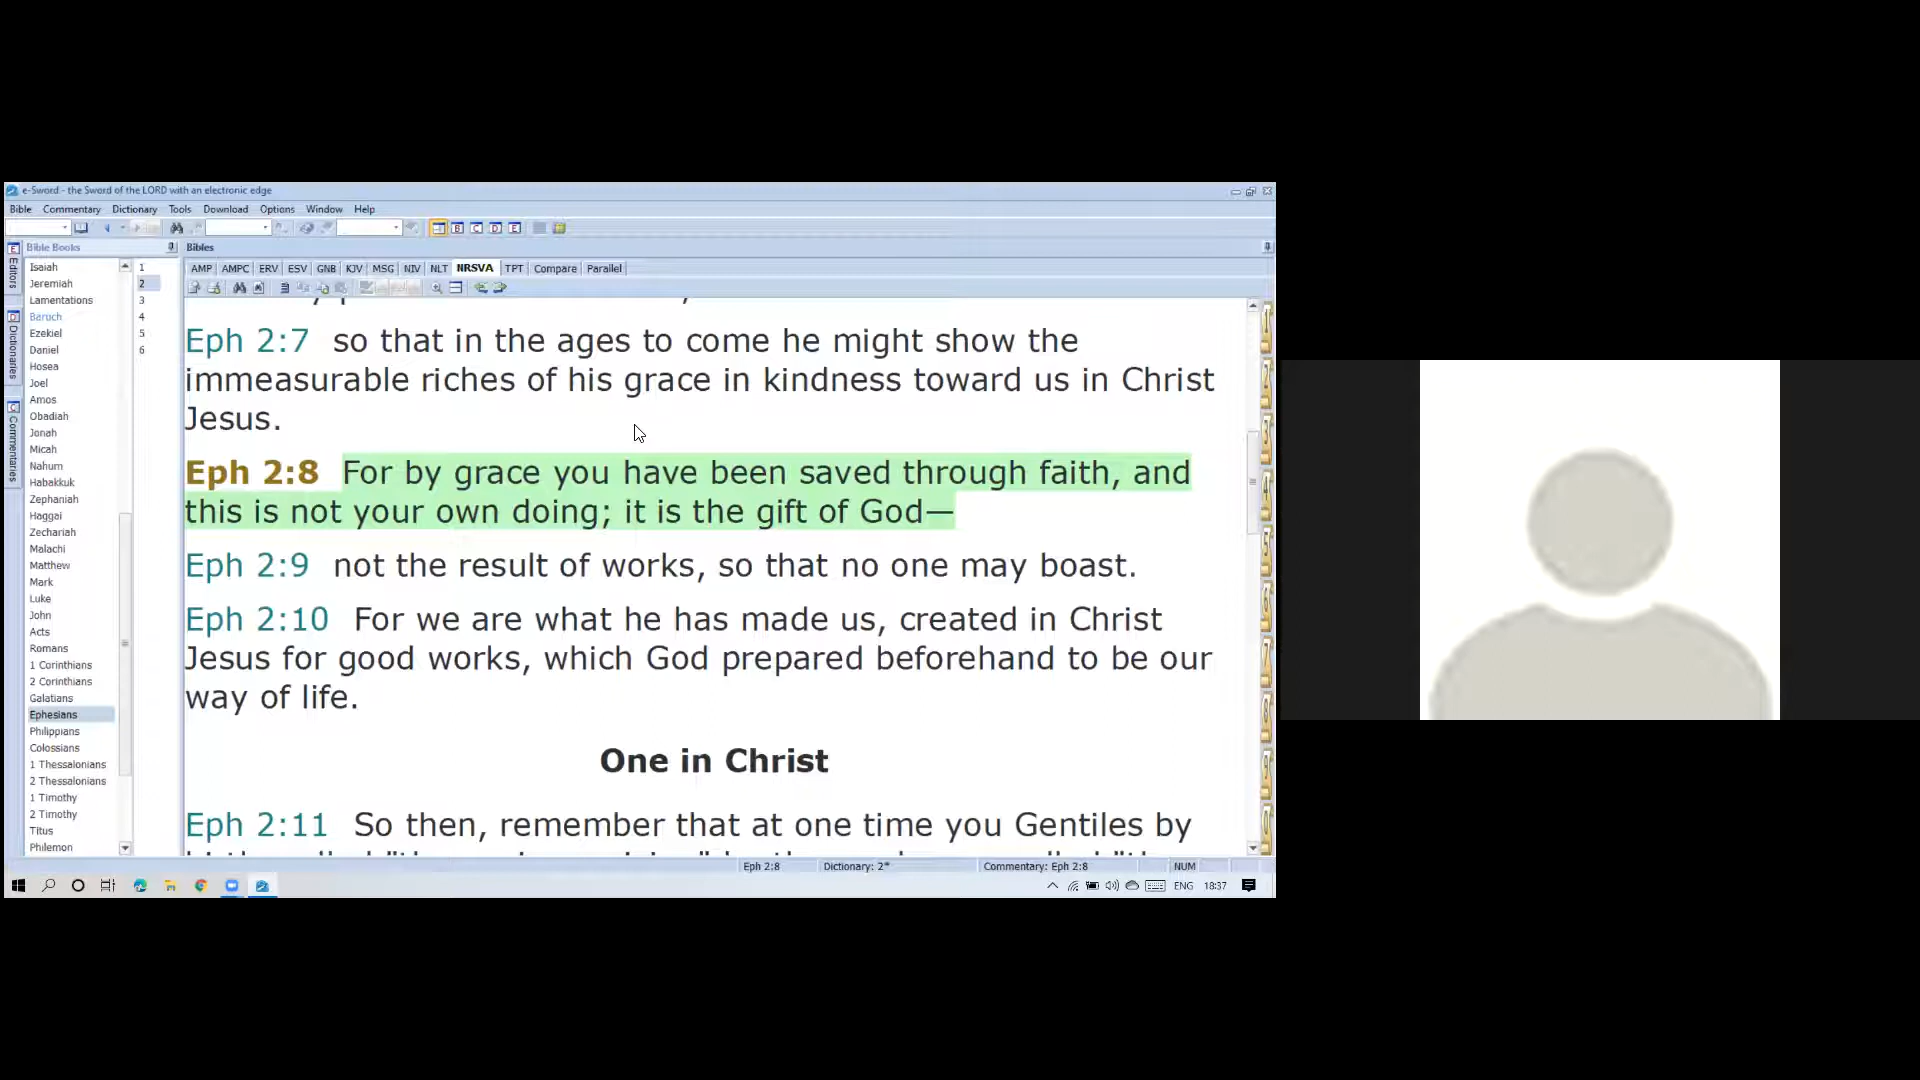 e-Sword - the Sword of the LORD with an electronic edge
Bible Commentary Dictionary Tools Download Options Window Help
B C D E
Bible Books
Bibles
Editors
Dictionaries
Commentaries
Isaiah
Jeremiah
Lamentations
Baruch
Ezekiel
Daniel
Hosea
Joel
Amos
Obadiah
Jonah
Micah
Nahum
Habakkuk
Zephaniah
Haggai
Zechariah
Malachi
Matthew
Mark
Luke
John
Acts
Romans
1 Corinthians
2 Corinthians
Galatians
Ephesians
Philippians
Colossians
1 Thessalonians
2 Thessalonians
1 Timothy
2 Timothy
Titus
Philemon
1
2
3
4
5
6
AMP AMPC ERV ESV GNB KJV MSG NIV NLT NRSVA TPT Compare Parallel
Eph 2:7 so that in the ages to come he might show the
immeasurable riches of his grace in kindness toward us in Christ
Jesus.
Eph 2:8 For by grace you have been saved through faith, and
this is not your own doing; it is the gift of God—
Eph 2:9 not the result of works, so that no one may boast.
Eph 2:10 For we are what he has made us, created in Christ
Jesus for good works, which God prepared beforehand to be our
way of life.
One in Christ
Eph 2:11 So then, remember that at one time you Gentiles by
Eph 2:8 Dictionary: 2* Commentary: Eph 2:8 NUM
ENG 18:37